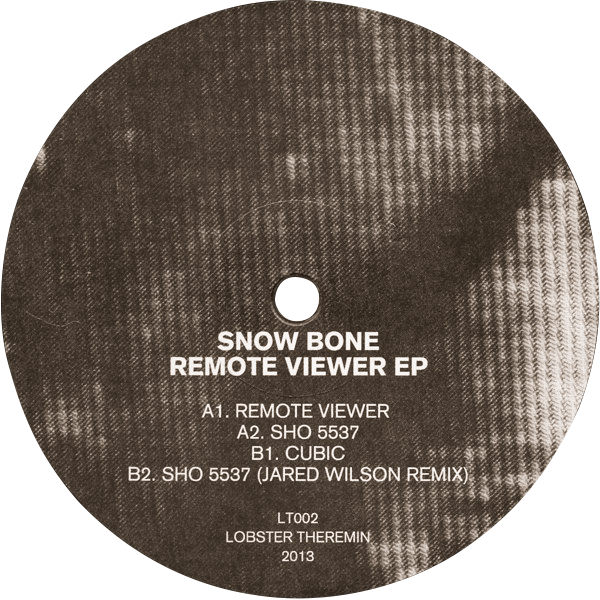 SNOW BONE
REMOTE VIEWER EP
A1. REMOTE VIEWER
A2. SHO 5537
B1. CUBIC
B2. SHO 5537 (JARED WILSON REMIX)
LT002
LOBSTER THEREMIN
2013